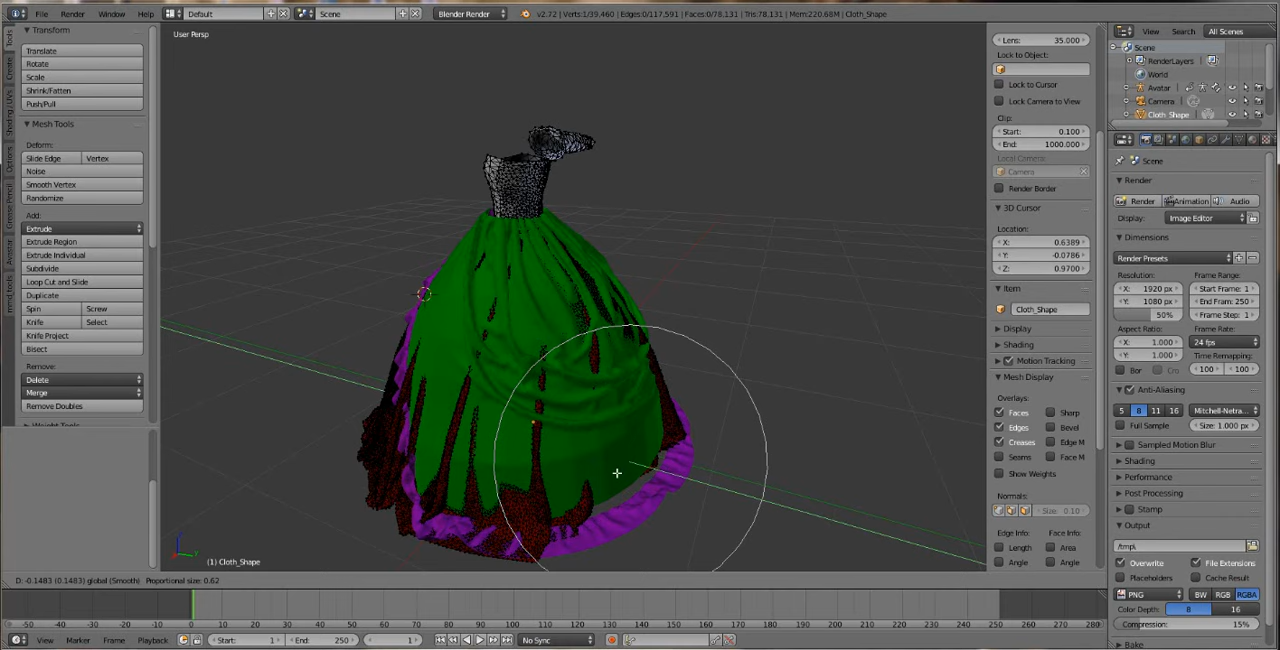 File Render Window Help Default Scene Blender Render v2.72 | Verts:1/39.460 | Edges:0/117.591 | Faces:0/78.131 | Tris:78.131 | Mem:220.68M | Cloth_Shape
Tools
Create
Shading / UVs
Options
Grease Pencil
Avastar
mmd_tools
Transform
Translate
Rotate
Scale
Shrink/Fatten
Push/Pull
Mesh Tools
Deform:
Slide Edge Vertex
Noise
Smooth Vertex
Randomize
Add:
Extrude
Extrude Region
Extrude Individual
Subdivide
Loop Cut and Slide
Duplicate
Spin Screw
Knife Select
Knife Project
Bisect
Remove:
Delete
Merge
Remove Doubles
Weight Tools
User Persp
(1) Cloth_Shape
D: -0.1483 (0.1483) global (Smooth) Proportional size: 0.62
Lens: 35.000
Lock to Object:
Lock to Cursor
Lock Camera to View
Clip:
Start: 0.100
End: 1000.000
Local Camera:
Camera
Render Border
3D Cursor
Location:
X: 0.6389
Y: -0.0786
Z: 0.9700
Item
Cloth_Shape
Display
Shading
Motion Tracking
Mesh Display
Overlays:
Faces Sharp
Edges Bevel
Creases Edge M
Seams Face M
Show Weights
Normals:
Size: 0.10
Edge Info: Face Info:
Length Area
Angle Angle
View Search All Scenes
Scene
RenderLayers
World
Avatar
Camera
Cloth_Shape
Scene
Render
Render Animation Audio
Display: Image Editor
Dimensions
Render Presets
Resolution: Frame Range:
X: 1920 px Start Frame: 1
Y: 1080 px End Fram: 250
50% Frame Step: 1
Aspect Ratio: Frame Rate:
X: 1.000 24 fps
Y: 1.000 Time Remapping:
Bor Cro 100 100
Anti-Aliasing
5 8 11 16 Mitchell-Netra...
Full Sample Size: 1.000 px
Sampled Motion Blur
Shading
Performance
Post Processing
Stamp
Output
/tmp\
Overwrite File Extensions
Placeholders Cache Result
PNG BW RGB RGBA
Color Depth: 8 16
Compression: 15%
Bake
-50 -40 -30 -20 -10 0 10 20 30 40 50 60 70 80 90 100 110 120 130 140 150 160 170 180 190 200 210 220 230 240 250 260 270 280
View Marker Frame Playback Start: 1 End: 250 1 No Sync